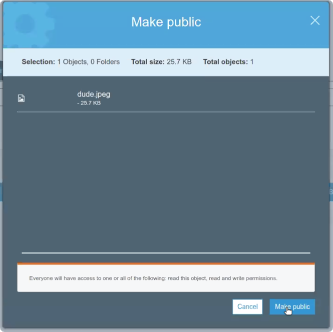 Make public
Selection: 1 Objects, 0 Folders Total size: 25.7 KB Total objects: 1
dude.jpeg
- 25.7 KB
Everyone will have access to one or all of the following: read this object, read and write permissions.
Cancel Make public